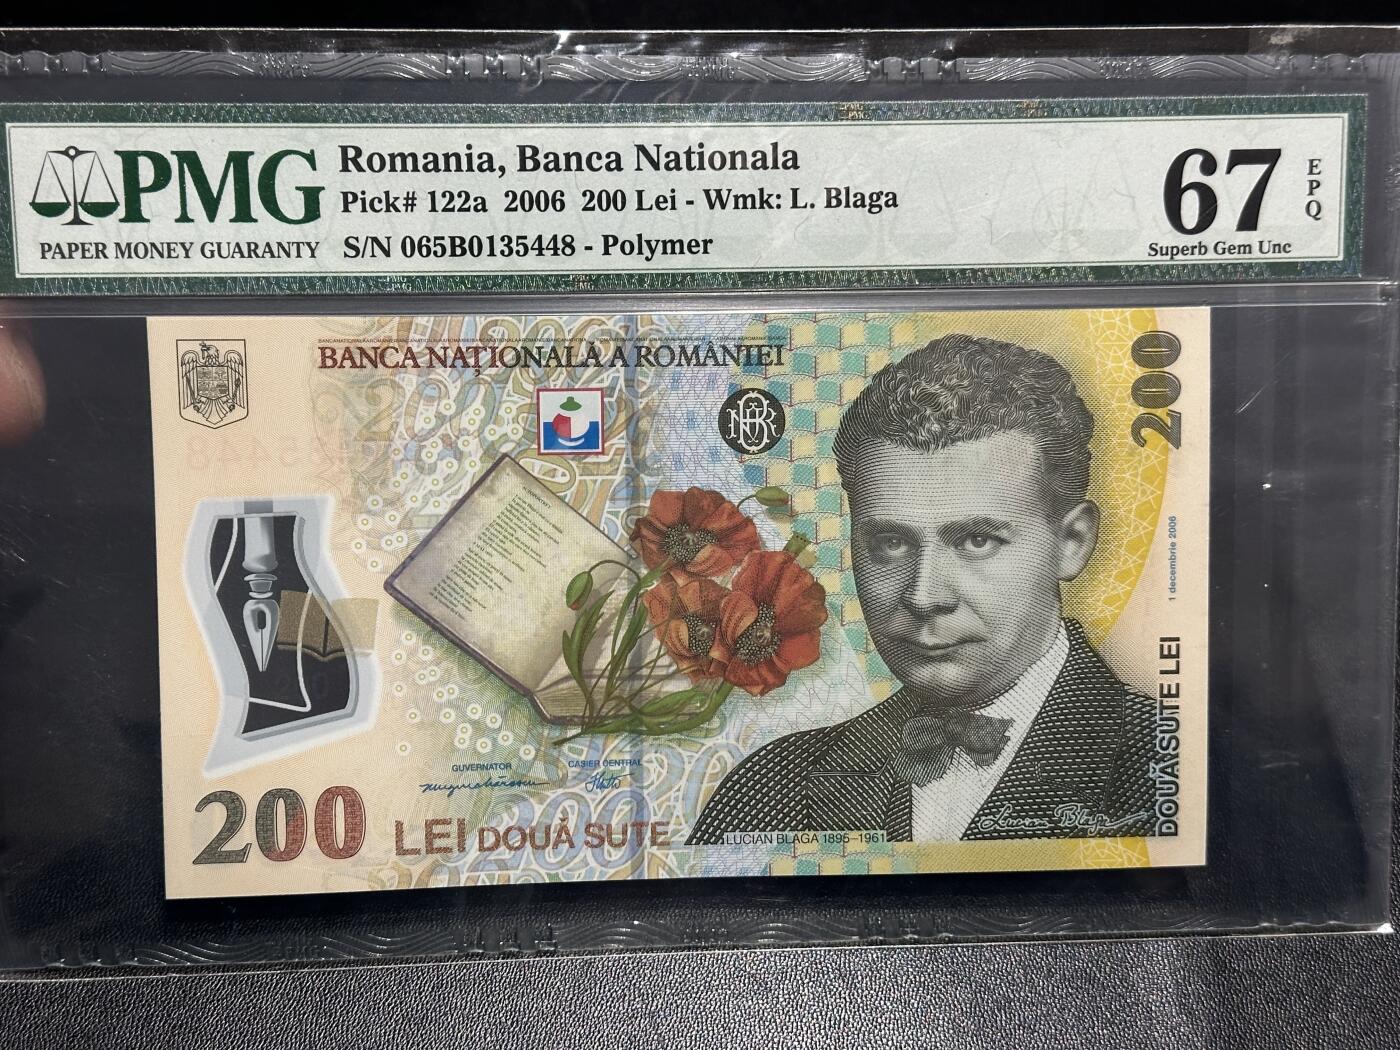 PMG
PAPER MONEY GUARANTY
Romania, Banca Nationala
Pick# 122a 2006 200 Lei - Wmk: L. Blaga
S/N 065B0135448 - Polymer
67
EPQ
Superb Gem Unc
BANCA NAȚIONALĂ A ROMÂNIEI
200
1 decembrie 2006
DOUĂSUTE LEI
GUVERNATOR
CASIER CENTRAL
200 LEI DOUĂ SUTE
LUCIAN BLAGA 1895–1961